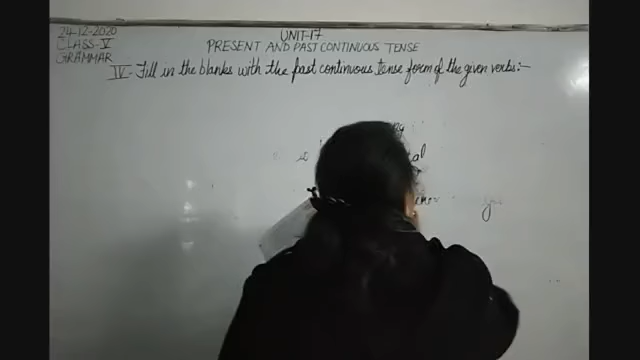 24-12-2020
CLASS-V
GRAMMAR
UNIT-17
PRESENT AND PAST CONTINUOUS TENSE
IV- Fill in the blanks with the past continuous tense form of the given verbs:-